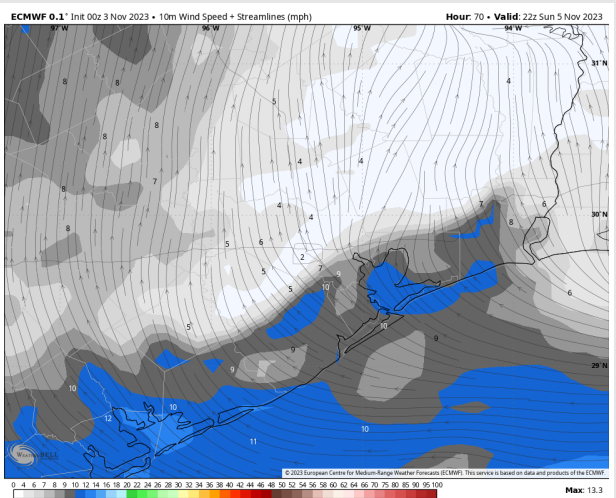 ECMWF 0.1° Init 00z 3 Nov 2023 • 10m Wind Speed + Streamlines (mph) Hour: 70 • Valid: 22z Sun 5 Nov 2023
97°W 96°W 95°W 94°W
31°N
8 8 4
5
8
8
4 4
7
8
4 7 6
4 30°N
8 8
5 6
2
7 9
5
5 10 6
5 10
9
9
29°N
9
10
10
12
10
11
WeatherBELL
© 2023 European Centre for Medium-Range Weather Forecasts (ECMWF). This service is based on data and products of the ECMWF.
0 4 6 7 8 9 10 12 14 16 18 20 22 24 26 28 30 32 34 36 38 40 42 44 46 48 50 52 54 56 58 60 62 64 66 70 75 80 85 90 95 100
Max: 13.3